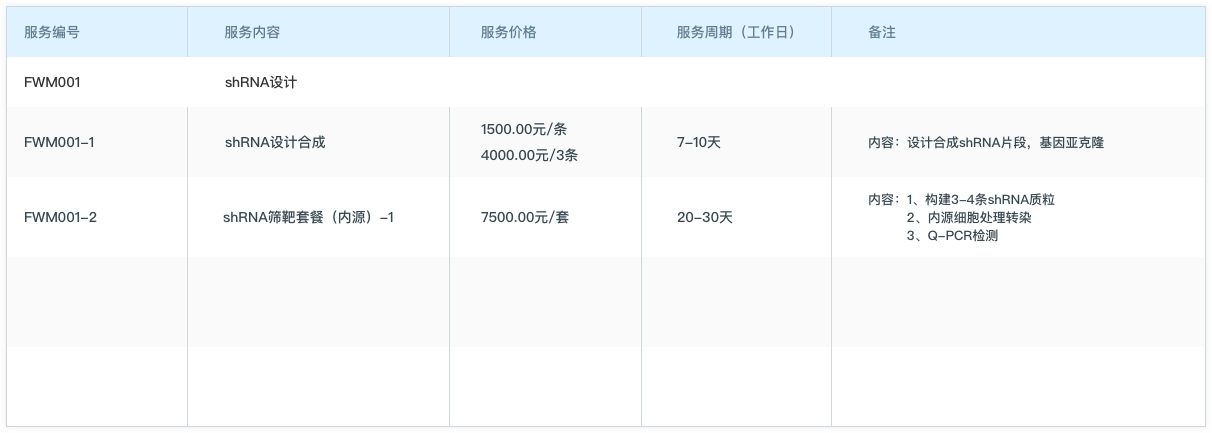 服务编号 服务内容 服务价格 服务周期（工作日） 备注
FWM001 shRNA设计
FWM001-1 shRNA设计合成 1500.00元/条 7-10天 内容：设计合成shRNA片段，基因亚克隆
4000.00元/3条
FWM001-2 shRNA筛靶套餐（内源）-1 7500.00元/套 20-30天 内容：1、构建3-4条shRNA质粒
2、内源细胞处理转染
3、Q-PCR检测